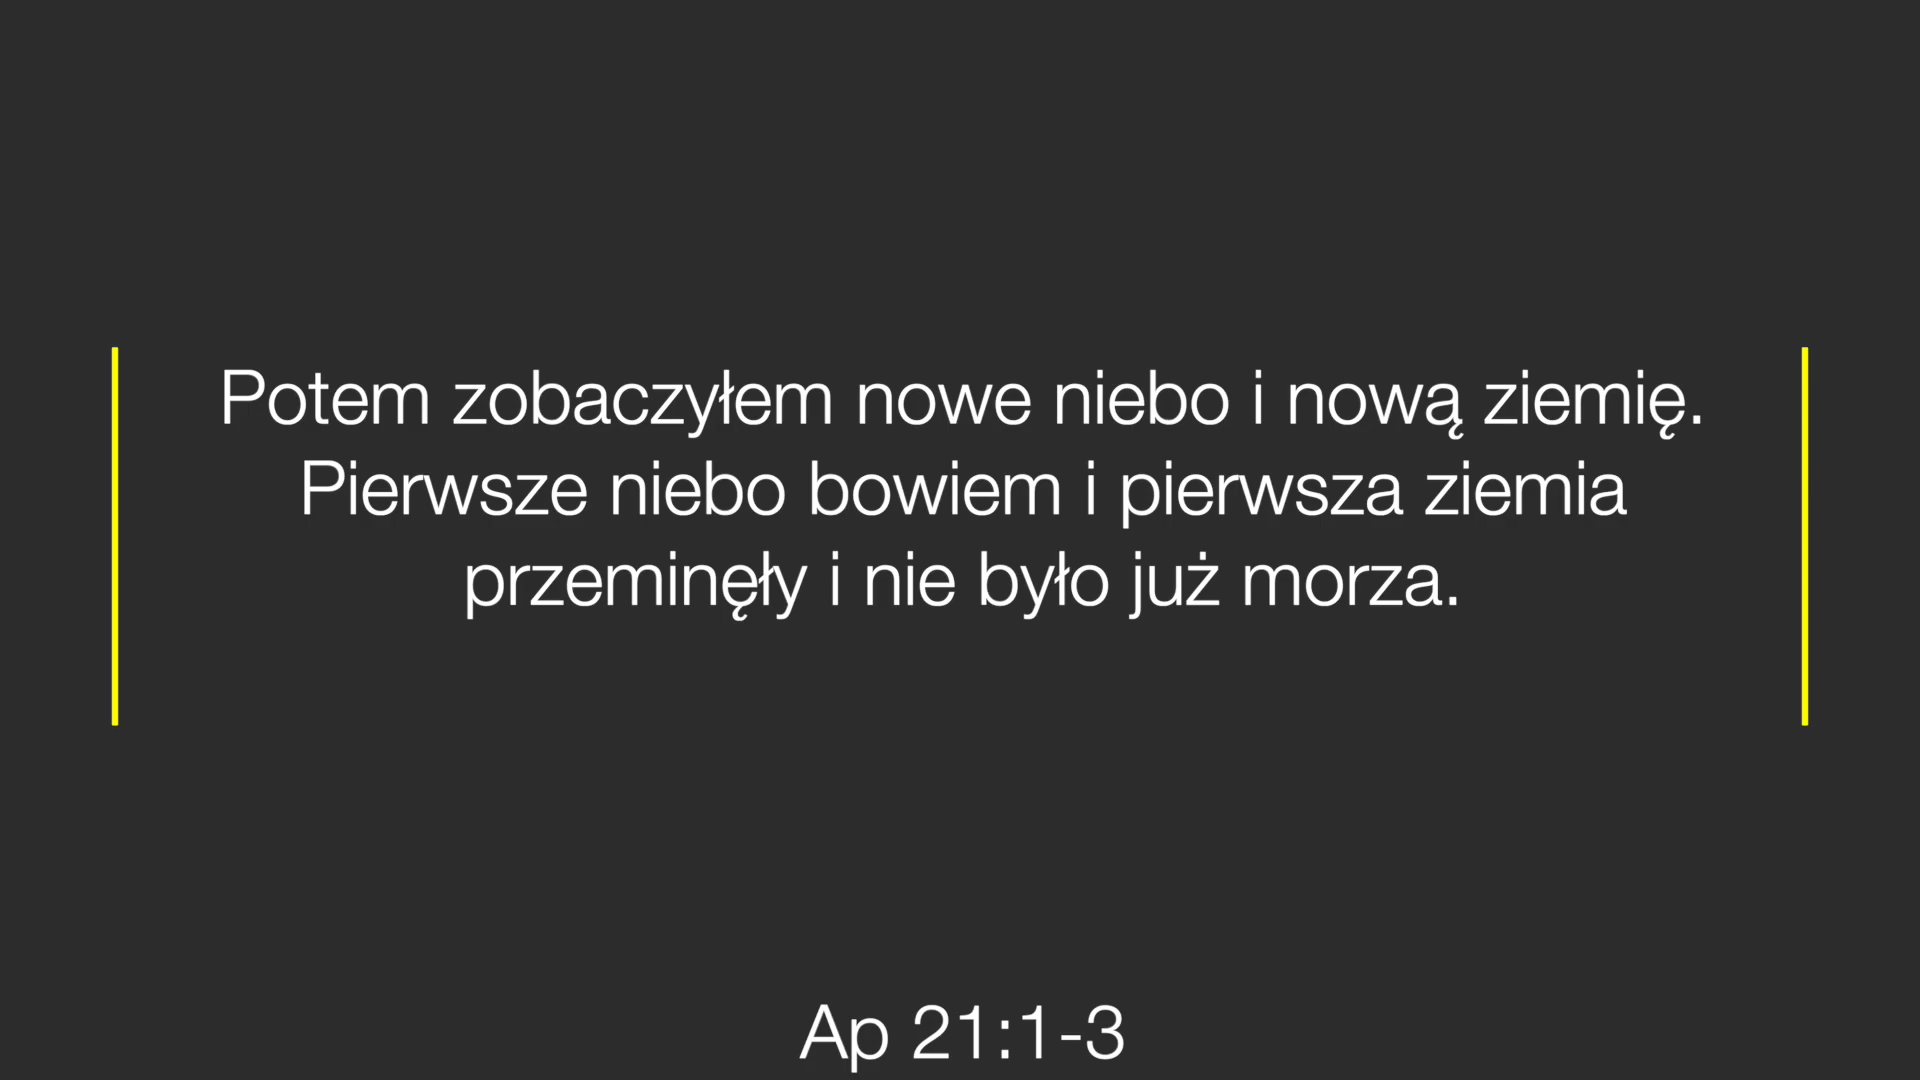 Potem zobaczyłem nowe niebo i nową ziemię.
Pierwsze niebo bowiem i pierwsza ziemia
przeminęły i nie było już morza.
Ap 21:1-3